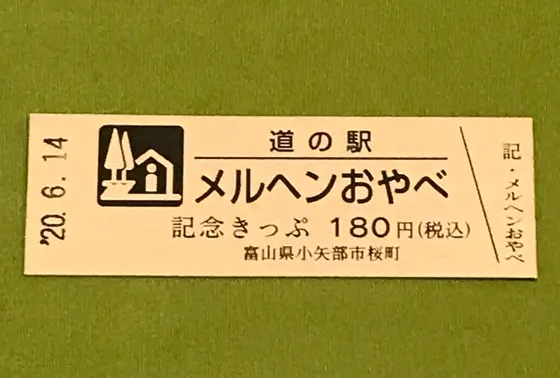 '20.6.14
道の駅
メルヘンおやべ
記念きっぷ 180円(税込)
富山県小矢部市桜町
記・メルヘンおやべ